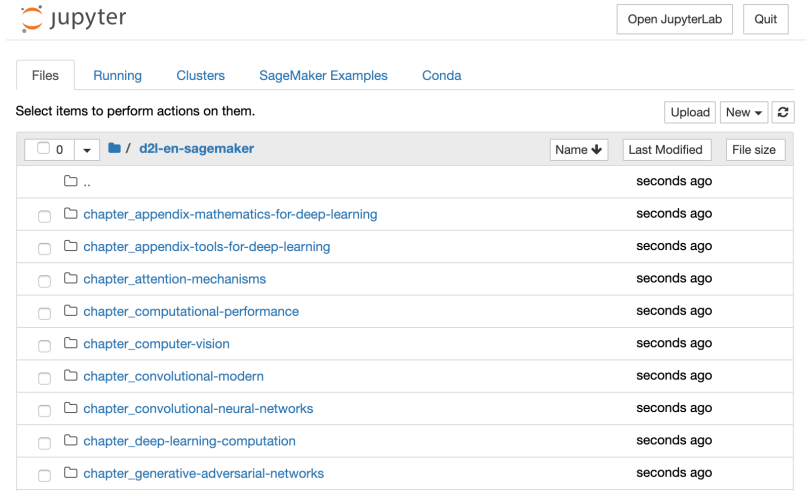 jupyter Open JupyterLab Quit
Files Running Clusters SageMaker Examples Conda
Select items to perform actions on them. Upload New
0 / d2l-en-sagemaker Name Last Modified File size
.. seconds ago
chapter_appendix-mathematics-for-deep-learning seconds ago
chapter_appendix-tools-for-deep-learning seconds ago
chapter_attention-mechanisms seconds ago
chapter_computational-performance seconds ago
chapter_computer-vision seconds ago
chapter_convolutional-modern seconds ago
chapter_convolutional-neural-networks seconds ago
chapter_deep-learning-computation seconds ago
chapter_generative-adversarial-networks seconds ago